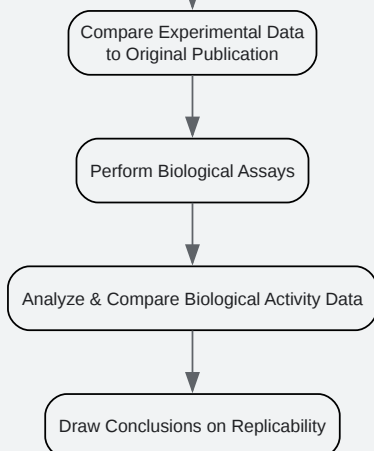 Compare Experimental Data
to Original Publication
Perform Biological Assays
Analyze & Compare Biological Activity Data
Draw Conclusions on Replicability